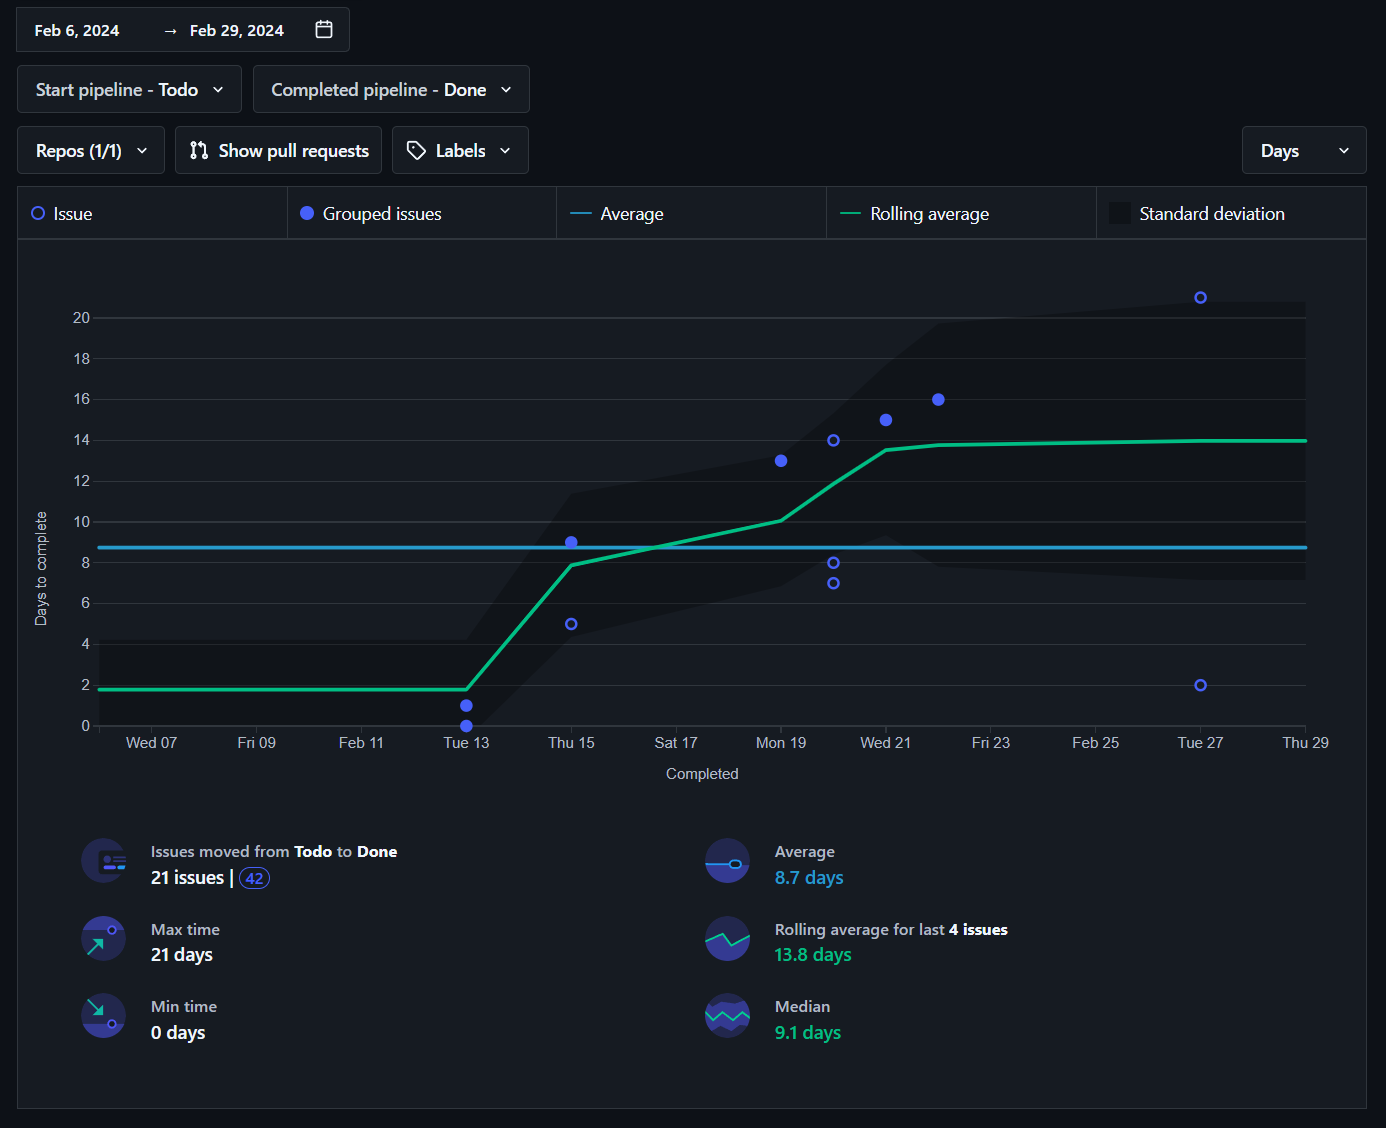 Feb 6, 2024 → Feb 29, 2024
Start pipeline - Todo Completed pipeline - Done
Repos (1/1) Show pull requests Labels Days
Issue Grouped issues Average Rolling average Standard deviation
20
18
16
14
12
10
8
6
4
2
0
Days to complete
Wed 07 Fri 09 Feb 11 Tue 13 Thu 15 Sat 17 Mon 19 Wed 21 Fri 23 Feb 25 Tue 27 Thu 29
Completed
Issues moved from Todo to Done
21 issues | 42
Average
8.7 days
Max time
21 days
Rolling average for last 4 issues
13.8 days
Min time
0 days
Median
9.1 days